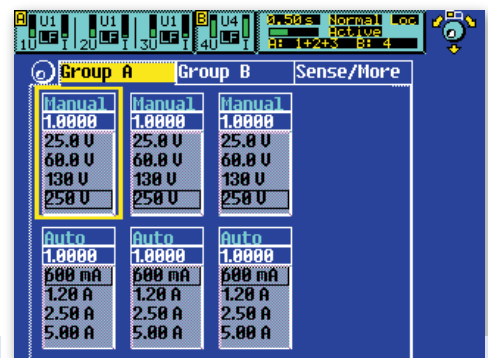 A U1 U1 U1 B U4 0.50s Normal Loc
LF LF LF LF Active
1U I 2U I 3U I 4U I A: 1+2+3 B: 4
Group A Group B Sense/More
Manual Manual Manual
1.0000 1.0000 1.0000
25.0 V 25.0 V 25.0 V
60.0 V 60.0 V 60.0 V
130 V 130 V 130 V
250 V 250 V 250 V
Auto Auto Auto
1.0000 1.0000 1.0000
600 mA 600 mA 600 mA
1.20 A 1.20 A 1.20 A
2.50 A 2.50 A 2.50 A
5.00 A 5.00 A 5.00 A